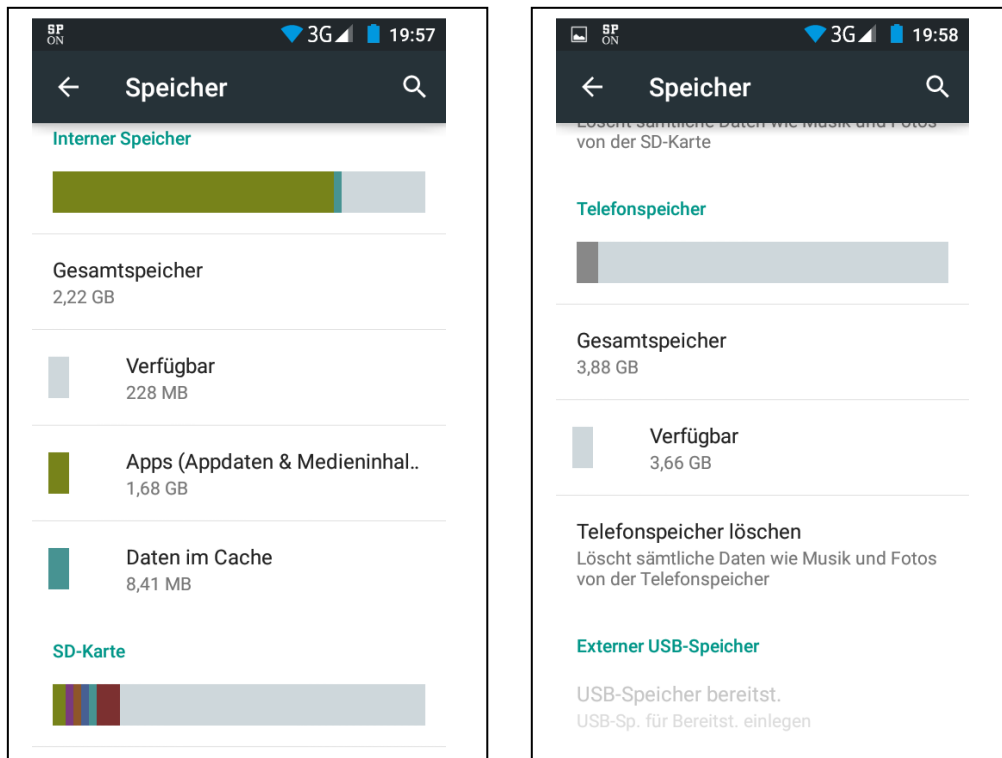 SP
ON
3G
19:57
Speicher
Interner Speicher
Gesamtspeicher
2,22 GB
Verfügbar
228 MB
Apps (Appdaten & Medieninhal..
1,68 GB
Daten im Cache
8,41 MB
SD-Karte
SP
ON
3G
19:58
Speicher
Löscht sämtliche Daten wie Musik und Fotos
von der SD-Karte
Telefonspeicher
Gesamtspeicher
3,88 GB
Verfügbar
3,66 GB
Telefonspeicher löschen
Löscht sämtliche Daten wie Musik und Fotos
von der Telefonspeicher
Externer USB-Speicher
USB-Speicher bereitst.
USB-Sp. für Bereitst. einlegen